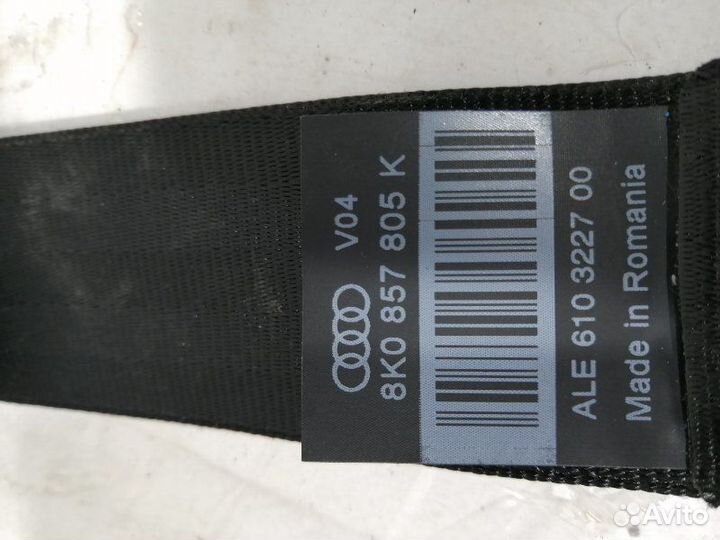 V04
8K0 857 805 K
ALE 610 3227 00
Made in Romania
Avito